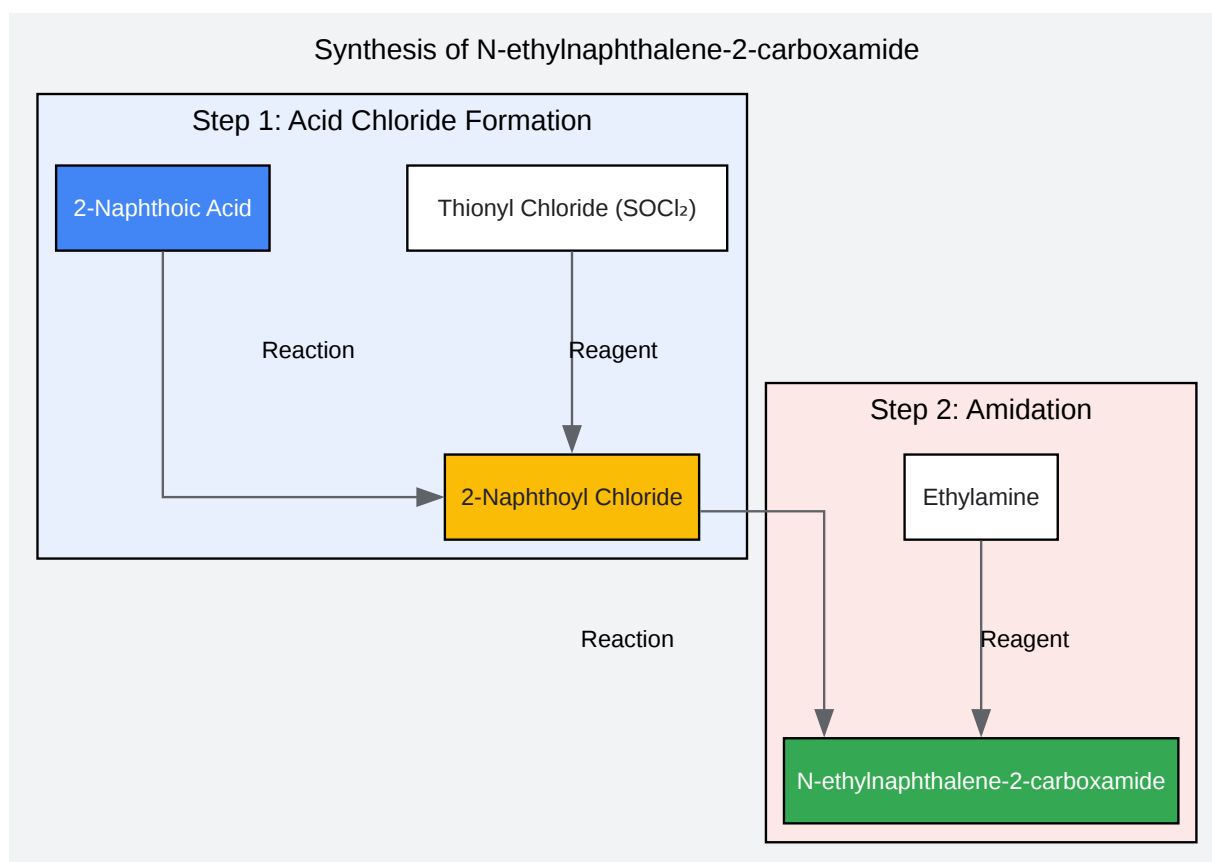 Synthesis of N-ethylnaphthalene-2-carboxamide
Step 1: Acid Chloride Formation
2-Naphthoic Acid
Thionyl Chloride (SOCl₂)
Reaction
Reagent
2-Naphthoyl Chloride
Step 2: Amidation
Ethylamine
Reaction
Reagent
N-ethylnaphthalene-2-carboxamide